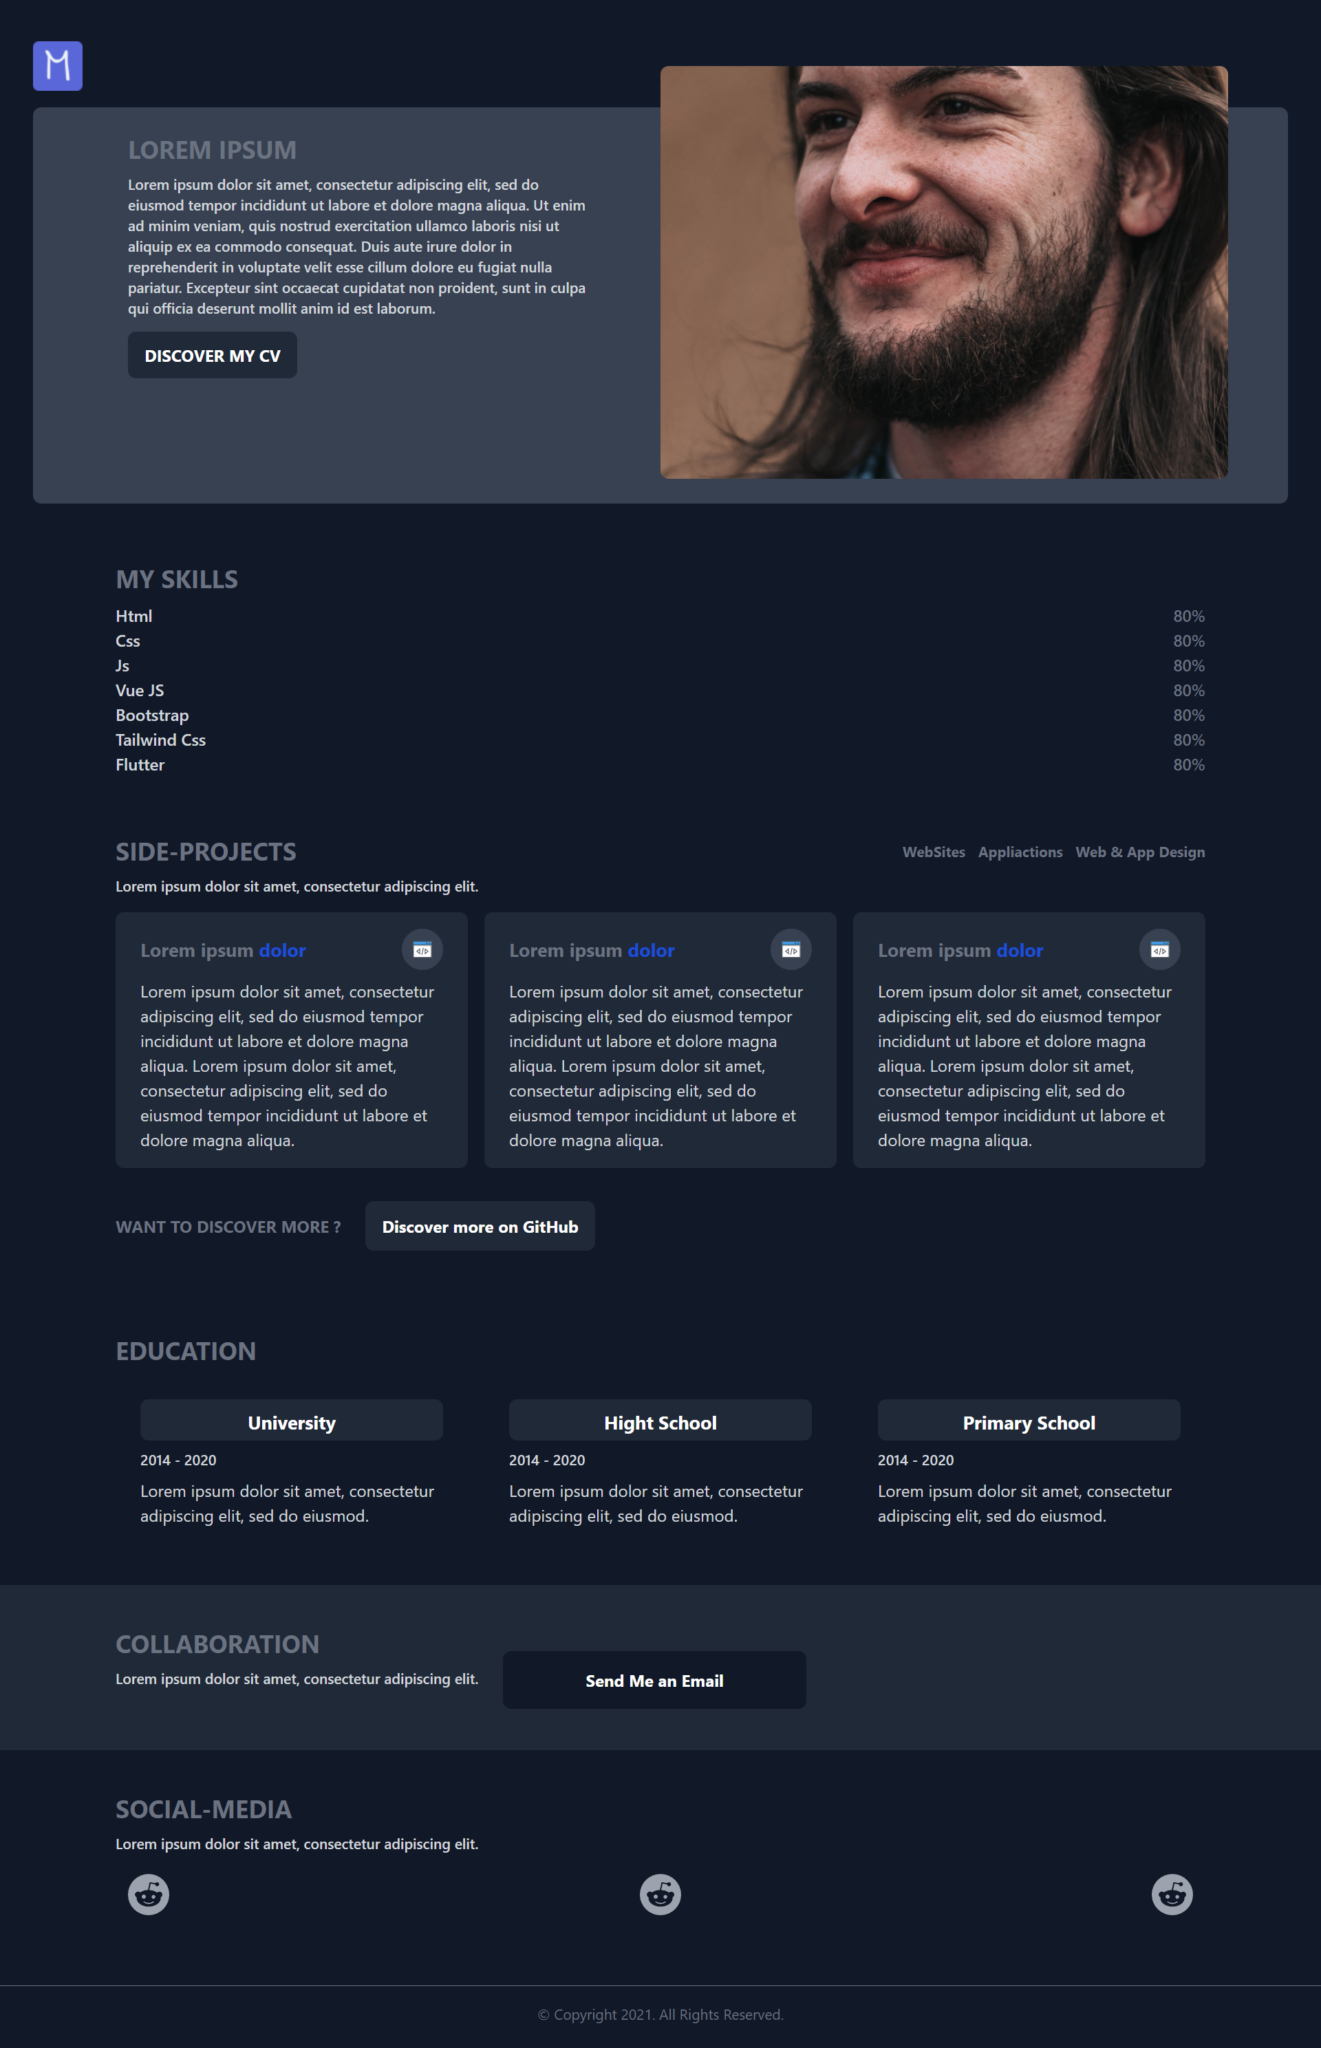 M
LOREM IPSUM
Lorem ipsum dolor sit amet, consectetur adipiscing elit, sed do
eiusmod tempor incididunt ut labore et dolore magna aliqua. Ut enim
ad minim veniam, quis nostrud exercitation ullamco laboris nisi ut
aliquip ex ea commodo consequat. Duis aute irure dolor in
reprehenderit in voluptate velit esse cillum dolore eu fugiat nulla
pariatur. Excepteur sint occaecat cupidatat non proident, sunt in culpa
qui officia deserunt mollit anim id est laborum.
DISCOVER MY CV
MY SKILLS
Html 80%
Css 80%
Js 80%
Vue JS 80%
Bootstrap 80%
Tailwind Css 80%
Flutter 80%
SIDE-PROJECTS
WebSites Appliactions Web & App Design
Lorem ipsum dolor sit amet, consectetur adipiscing elit.
Lorem ipsum dolor
</>
Lorem ipsum dolor sit amet, consectetur
adipiscing elit, sed do eiusmod tempor
incididunt ut labore et dolore magna
aliqua. Lorem ipsum dolor sit amet,
consectetur adipiscing elit, sed do
eiusmod tempor incididunt ut labore et
dolore magna aliqua.
Lorem ipsum dolor
</>
Lorem ipsum dolor sit amet, consectetur
adipiscing elit, sed do eiusmod tempor
incididunt ut labore et dolore magna
aliqua. Lorem ipsum dolor sit amet,
consectetur adipiscing elit, sed do
eiusmod tempor incididunt ut labore et
dolore magna aliqua.
Lorem ipsum dolor
</>
Lorem ipsum dolor sit amet, consectetur
adipiscing elit, sed do eiusmod tempor
incididunt ut labore et dolore magna
aliqua. Lorem ipsum dolor sit amet,
consectetur adipiscing elit, sed do
eiusmod tempor incididunt ut labore et
dolore magna aliqua.
WANT TO DISCOVER MORE ?
Discover more on GitHub
EDUCATION
University
2014 - 2020
Lorem ipsum dolor sit amet, consectetur
adipiscing elit, sed do eiusmod.
Hight School
2014 - 2020
Lorem ipsum dolor sit amet, consectetur
adipiscing elit, sed do eiusmod.
Primary School
2014 - 2020
Lorem ipsum dolor sit amet, consectetur
adipiscing elit, sed do eiusmod.
COLLABORATION
Lorem ipsum dolor sit amet, consectetur adipiscing elit.
Send Me an Email
SOCIAL-MEDIA
Lorem ipsum dolor sit amet, consectetur adipiscing elit.
© Copyright 2021. All Rights Reserved.